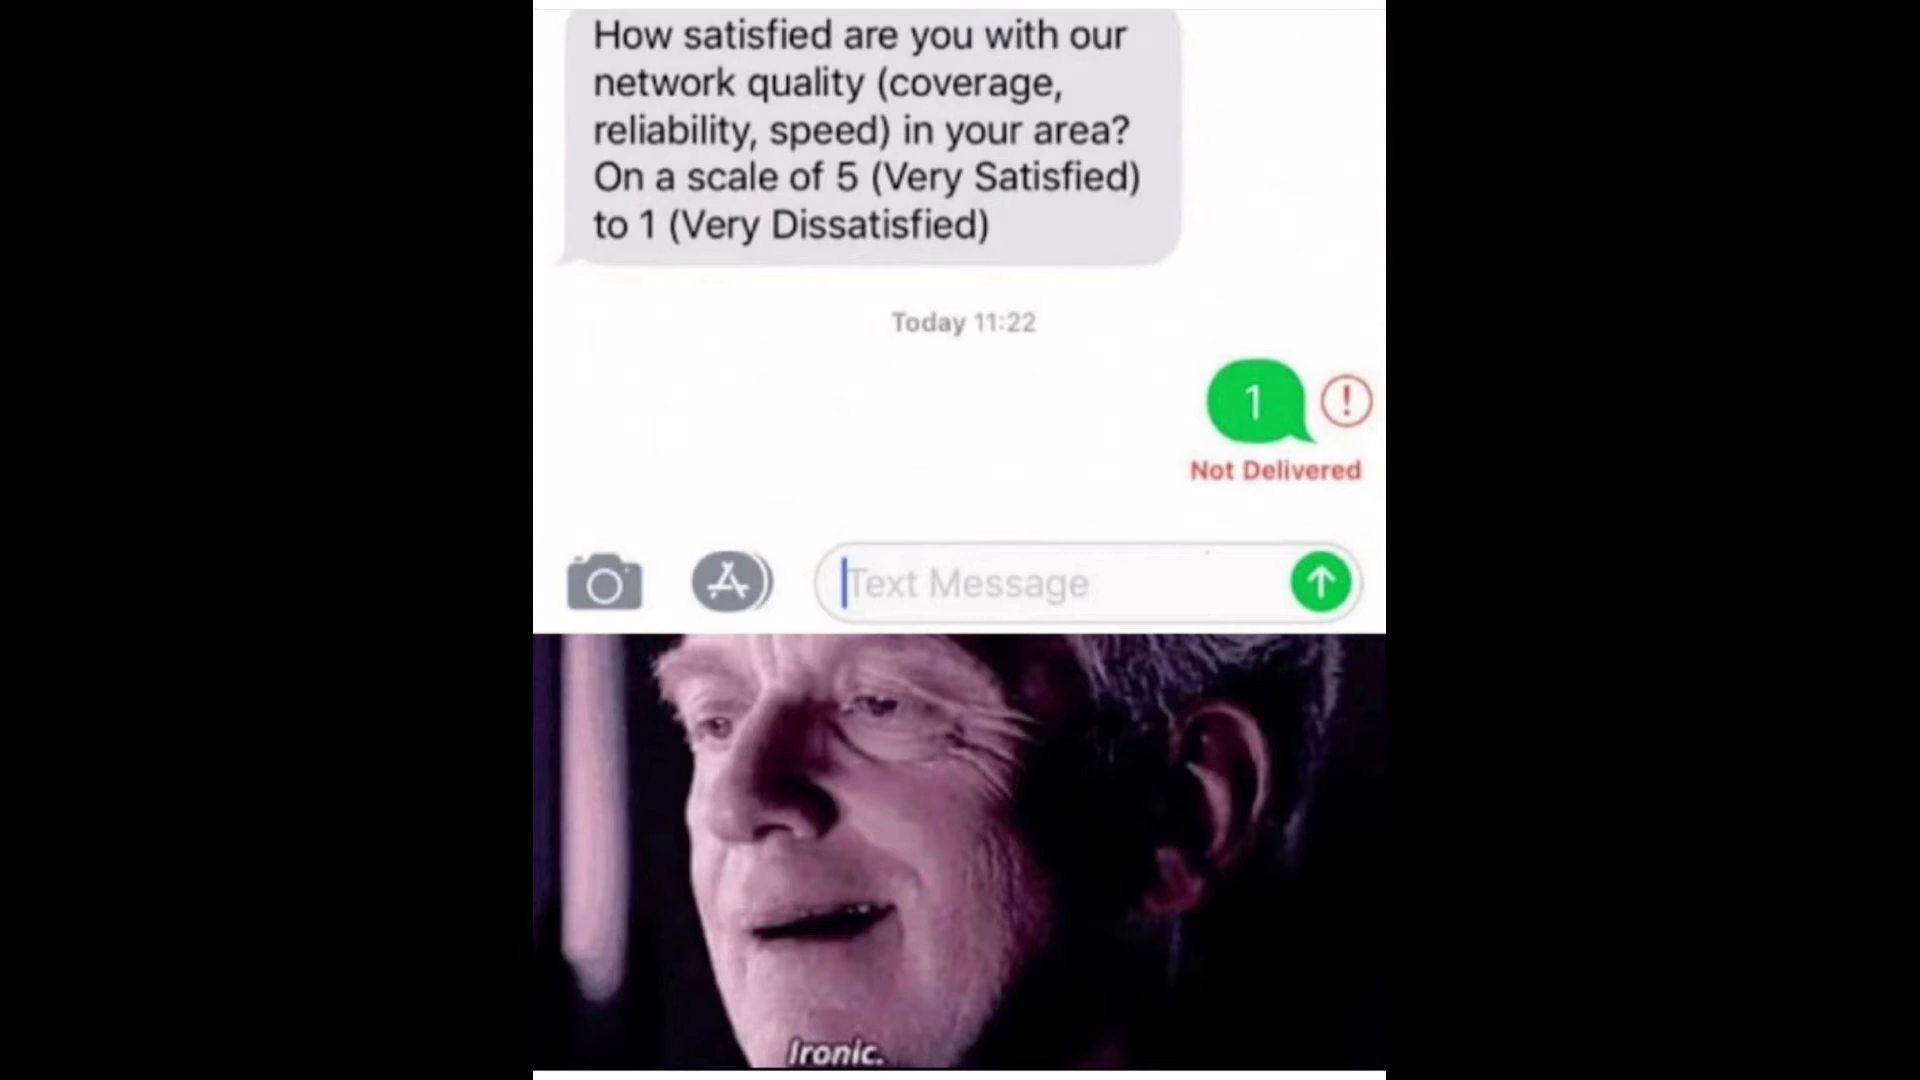 How satisfied are you with our
network quality (coverage,
reliability, speed) in your area?
On a scale of 5 (Very Satisfied)
to 1 (Very Dissatisfied)
Today 11:22
1
!
Not Delivered
Text Message
Ironic.